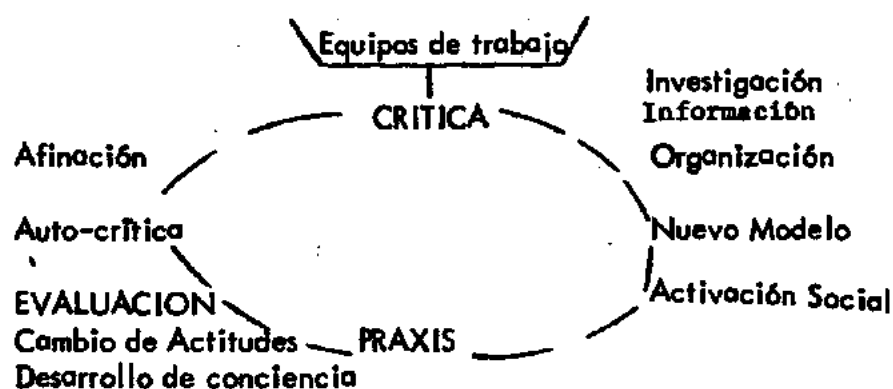 Equipos de trabajo
CRITICA
Investigación
Información
Organización
Nuevo Modelo
Activación Social
PRAXIS
Afinación
Auto-crítica
EVALUACION
Cambio de Actitudes
Desarrollo de conciencia